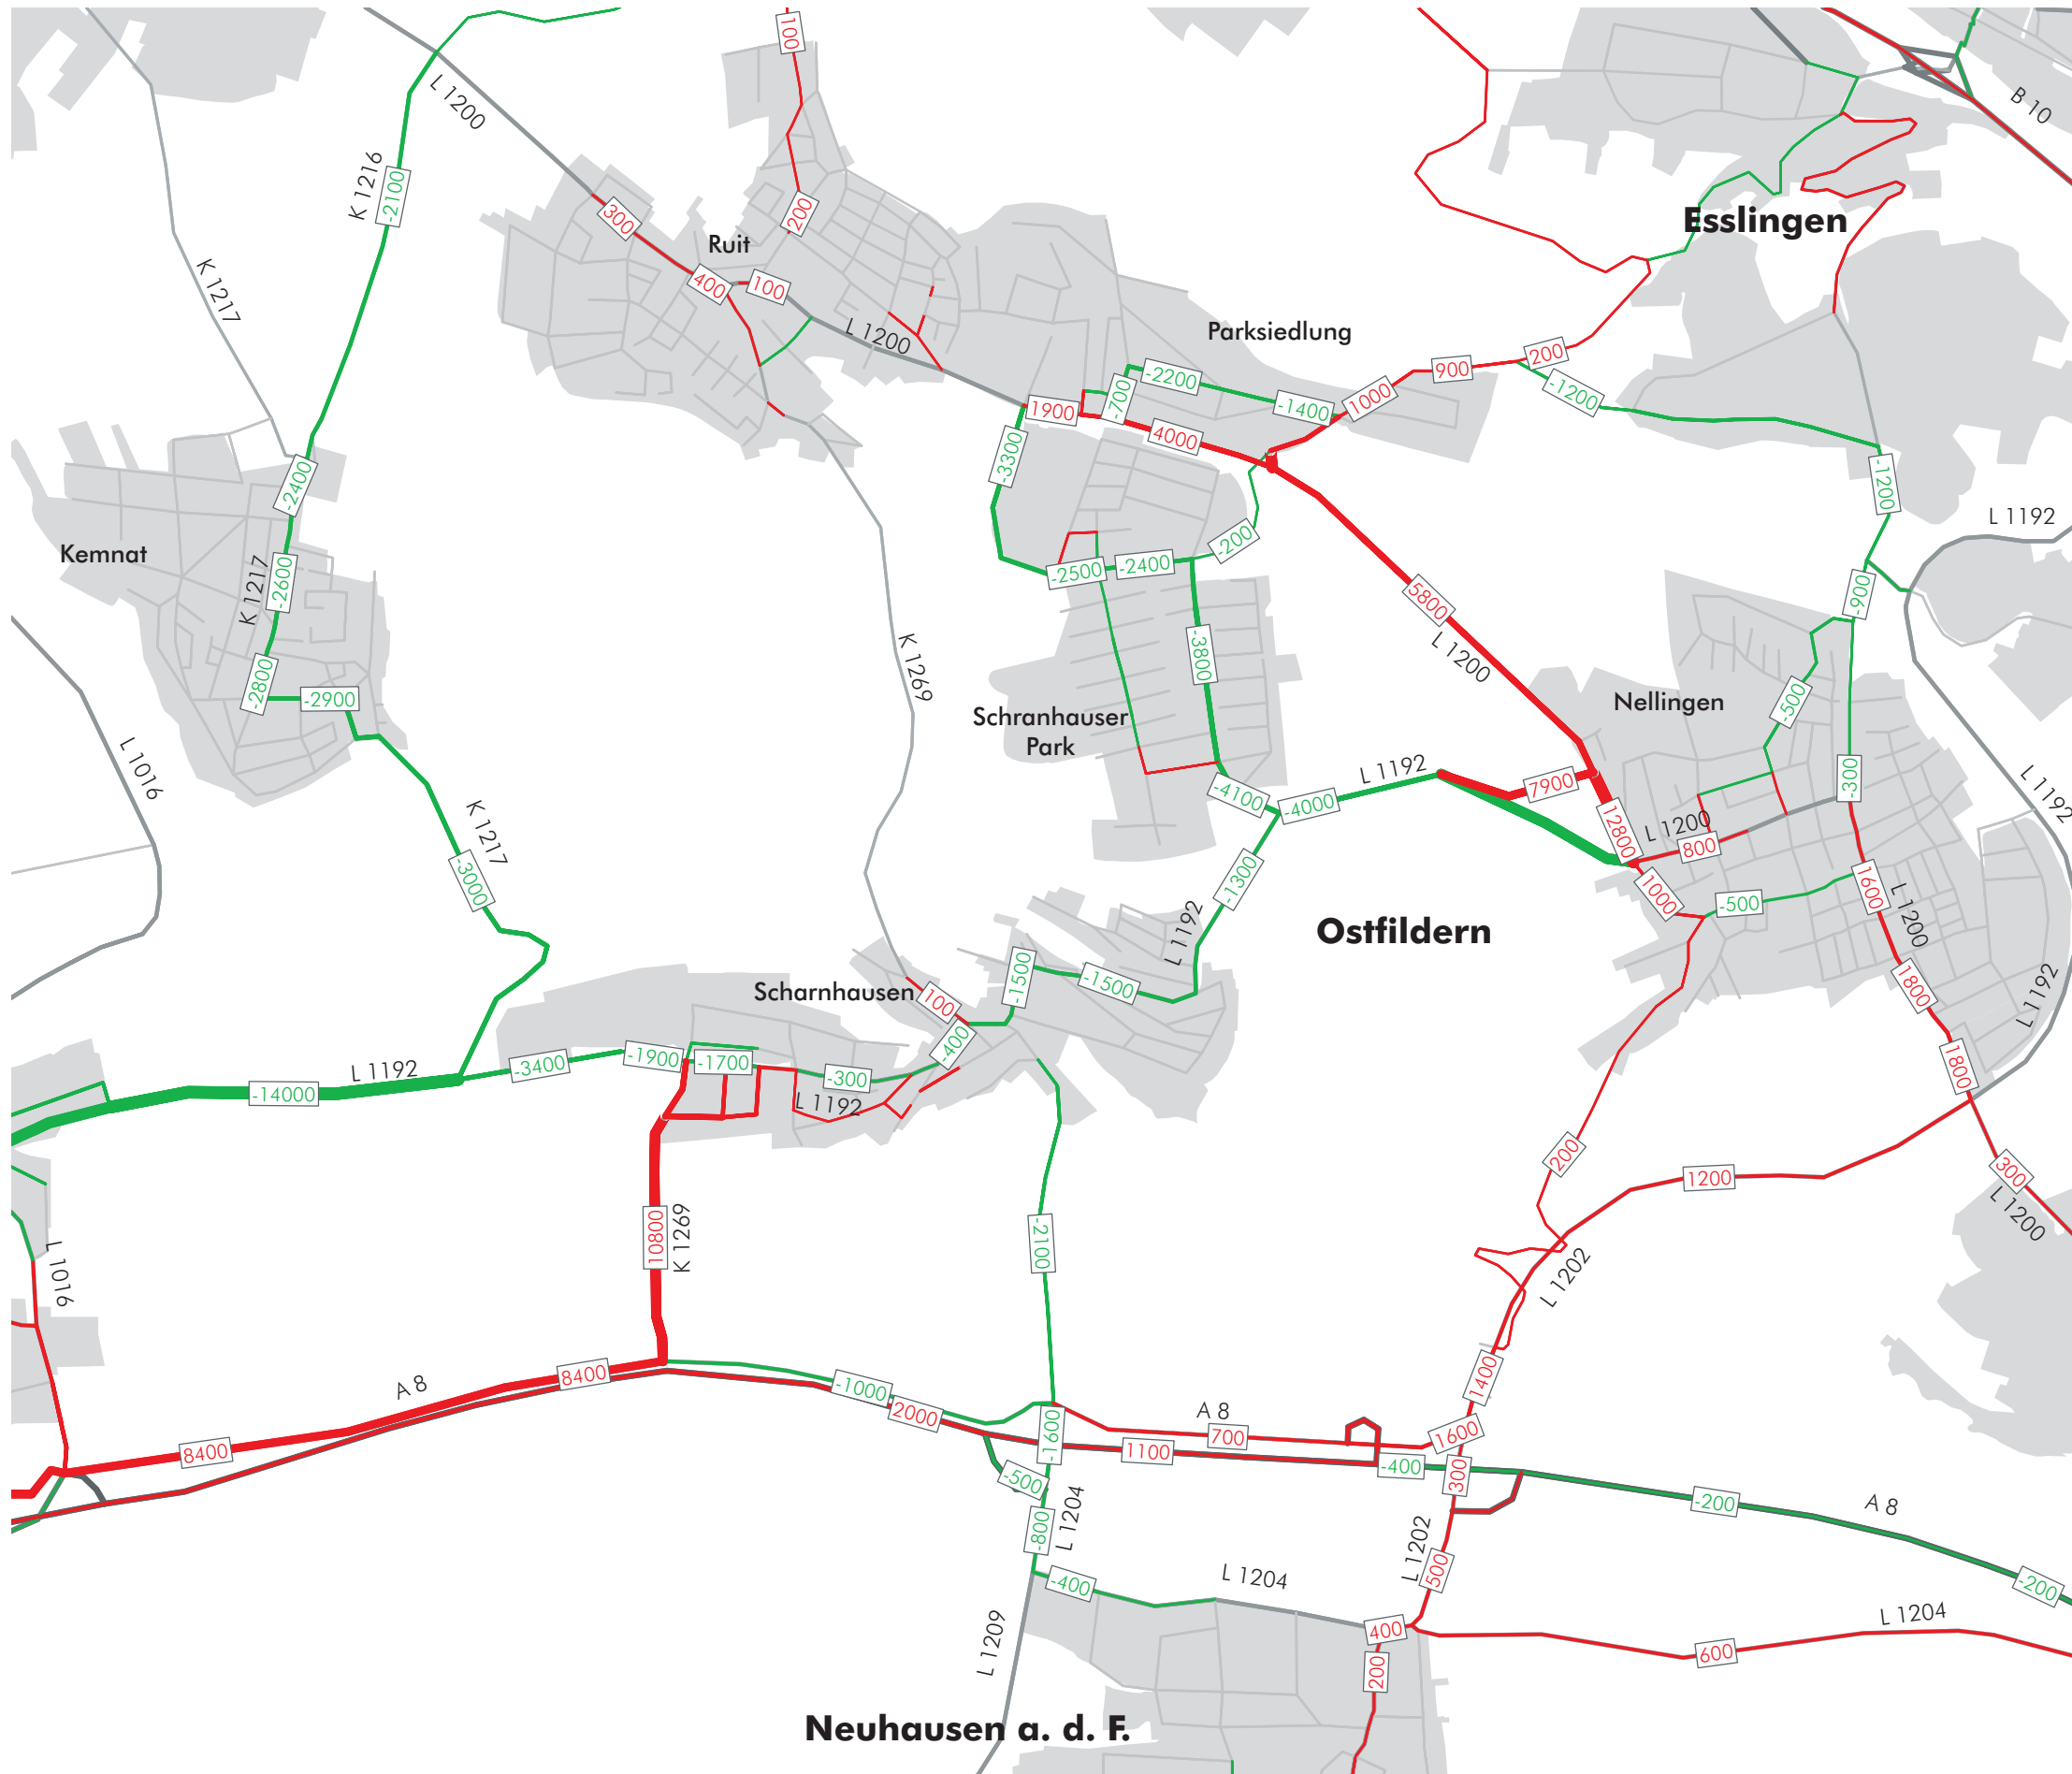 100
L 1200
B 10
K 1216
-2100
200
300
Ruit
Esslingen
K 1217
400
100
L 1200
Parksiedlung
200
900
-2200
-1200
1000
-700
1900
-1400
4000
-3300
-2400
-1200
L 1192
Kemnat
-200
-2400
-2500
K 1217
-2600
5800
-900
L 1200
-3800
K 1269
-2800
-2900
Nellingen
-500
Schranhauser
Park
L 1016
L 1192
7900
-300
L 1192
-4100
-4000
12800
L 1200
800
K 1217
-3000
-1300
1000
-500
1600
L 1200
Ostfildern
L 1192
-1500
-1500
1800
L 1192
Scharnhausen
100
-400
-1900
-1700
-3400
-300
L 1192
L 1192
-14000
1800
200
1200
300
L 1200
10800
K 1269
-2100
L 1016
L 1202
8400
A 8
-1000
2000
1400
A 8
700
1600
-1600
1100
8400
-400
300
-500
-200
A 8
-800
L 1204
L 1202
500
-400
L 1204
-200
L 1204
400
600
L 1209
200
Neuhausen a. d. F.